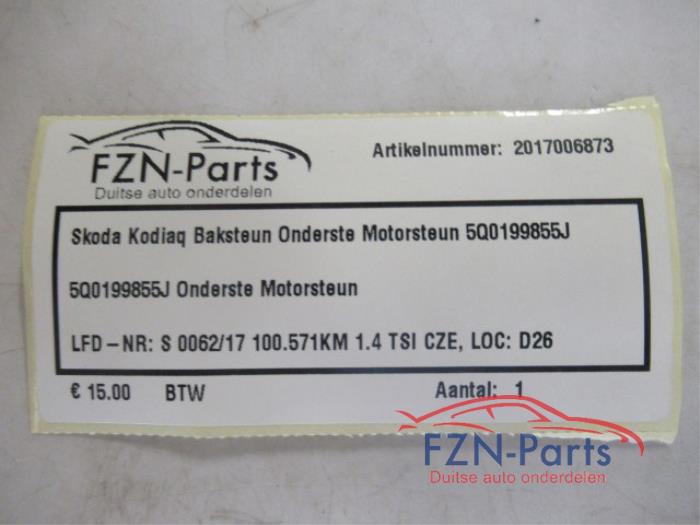 FZN-Parts
Duitse auto onderdelen
Artikelnummer: 2017006873
Skoda Kodiaq Baksteun Onderste Motorsteun 5Q0199855J
5Q0199855J Onderste Motorsteun
LFD-NR: S 0062/17 100.571KM 1.4 TSI CZE, LOC: D26
€ 15.00 BTW Aantal: 1
FZN-Parts
Duitse auto onderdelen